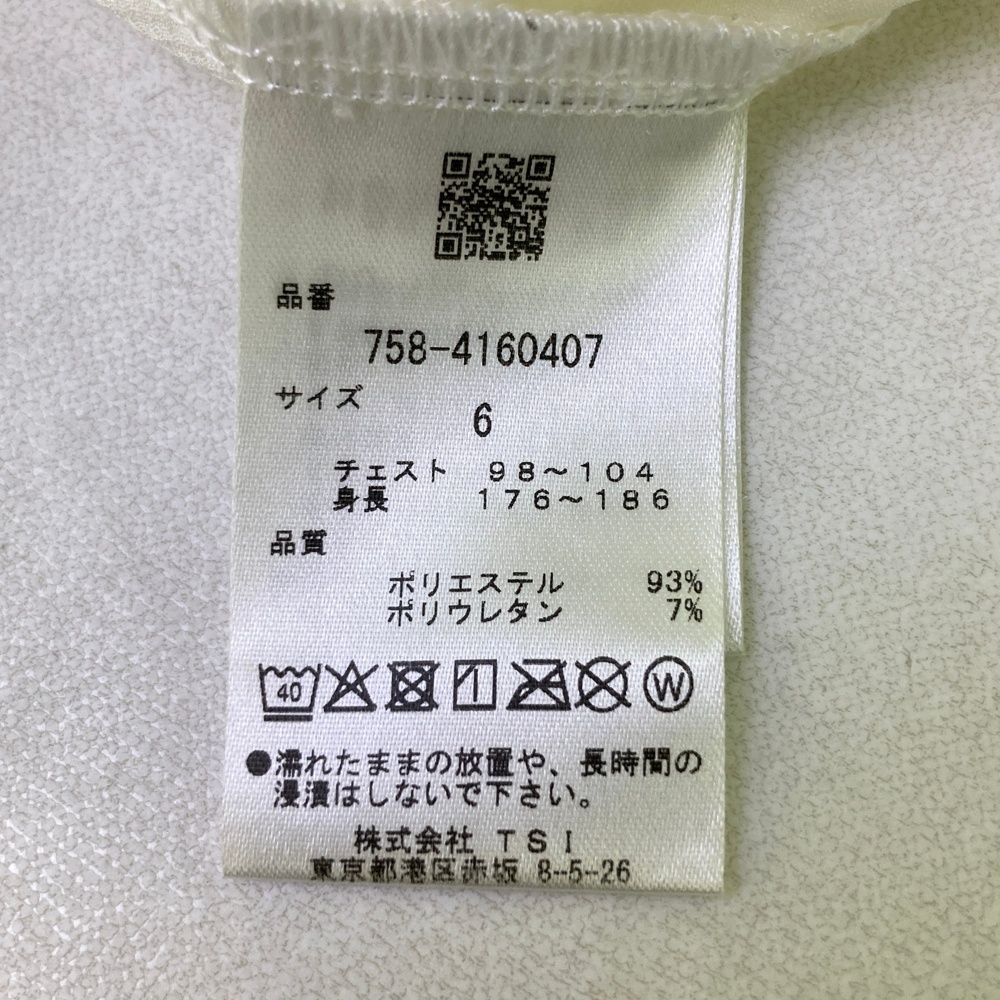 品番
758-4160407
サイズ
6
チェスト 98～104
身長 176～186
品質
ポリエステル 93%
ポリウレタン 7%
40 W
●濡れたままの放置や、長時間の
浸漬はしないで下さい。
株式会社 TSI
東京都港区赤坂 8-5-26